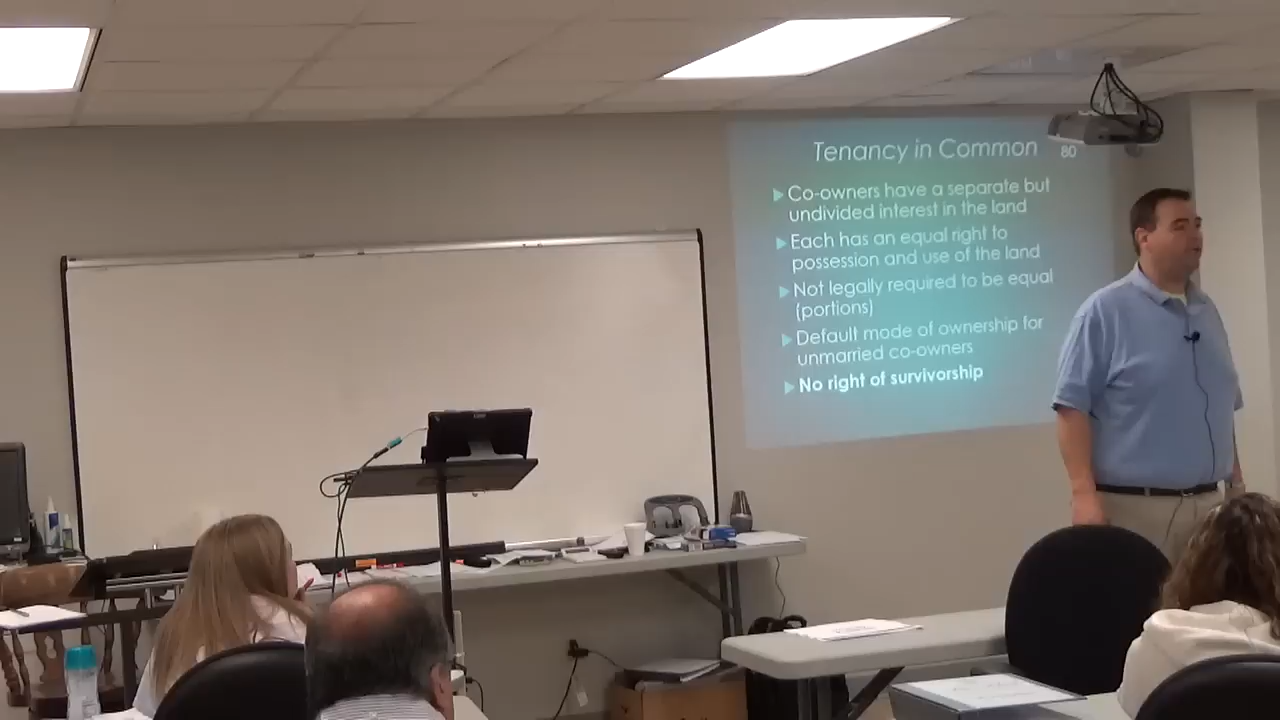 Tenancy in Common
80
Co-owners have a separate but
undivided interest in the land
Each has an equal right to
possession and use of the land
Not legally required to be equal
(portions)
Default mode of ownership for
unmarried co-owners
No right of survivorship